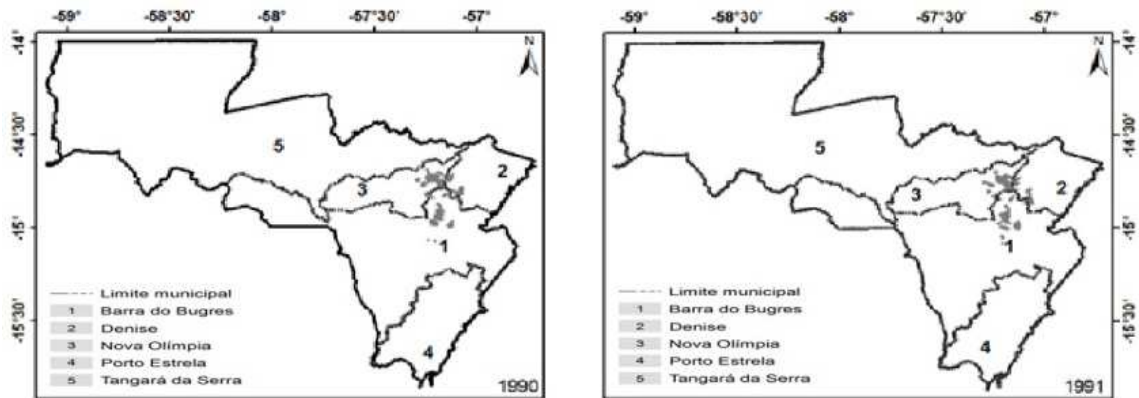 -59° -58°30 -58° -57°30 -57°
-14°
-14°30
-15°
-15°30
N
5
2
3
1
4
Limite municipal
1 Barra do Bugres
2 Denise
3 Nova Olímpia
4 Porto Estrela
5 Tangará da Serra
1990
-59° -58°30 -58° -57°30 -57°
-14°
-14°30
-15°
-15°30
N
5
2
3
1
4
Limite municipal
1 Barra do Bugres
2 Denise
3 Nova Olímpia
4 Porto Estrela
5 Tangará da Serra
1991